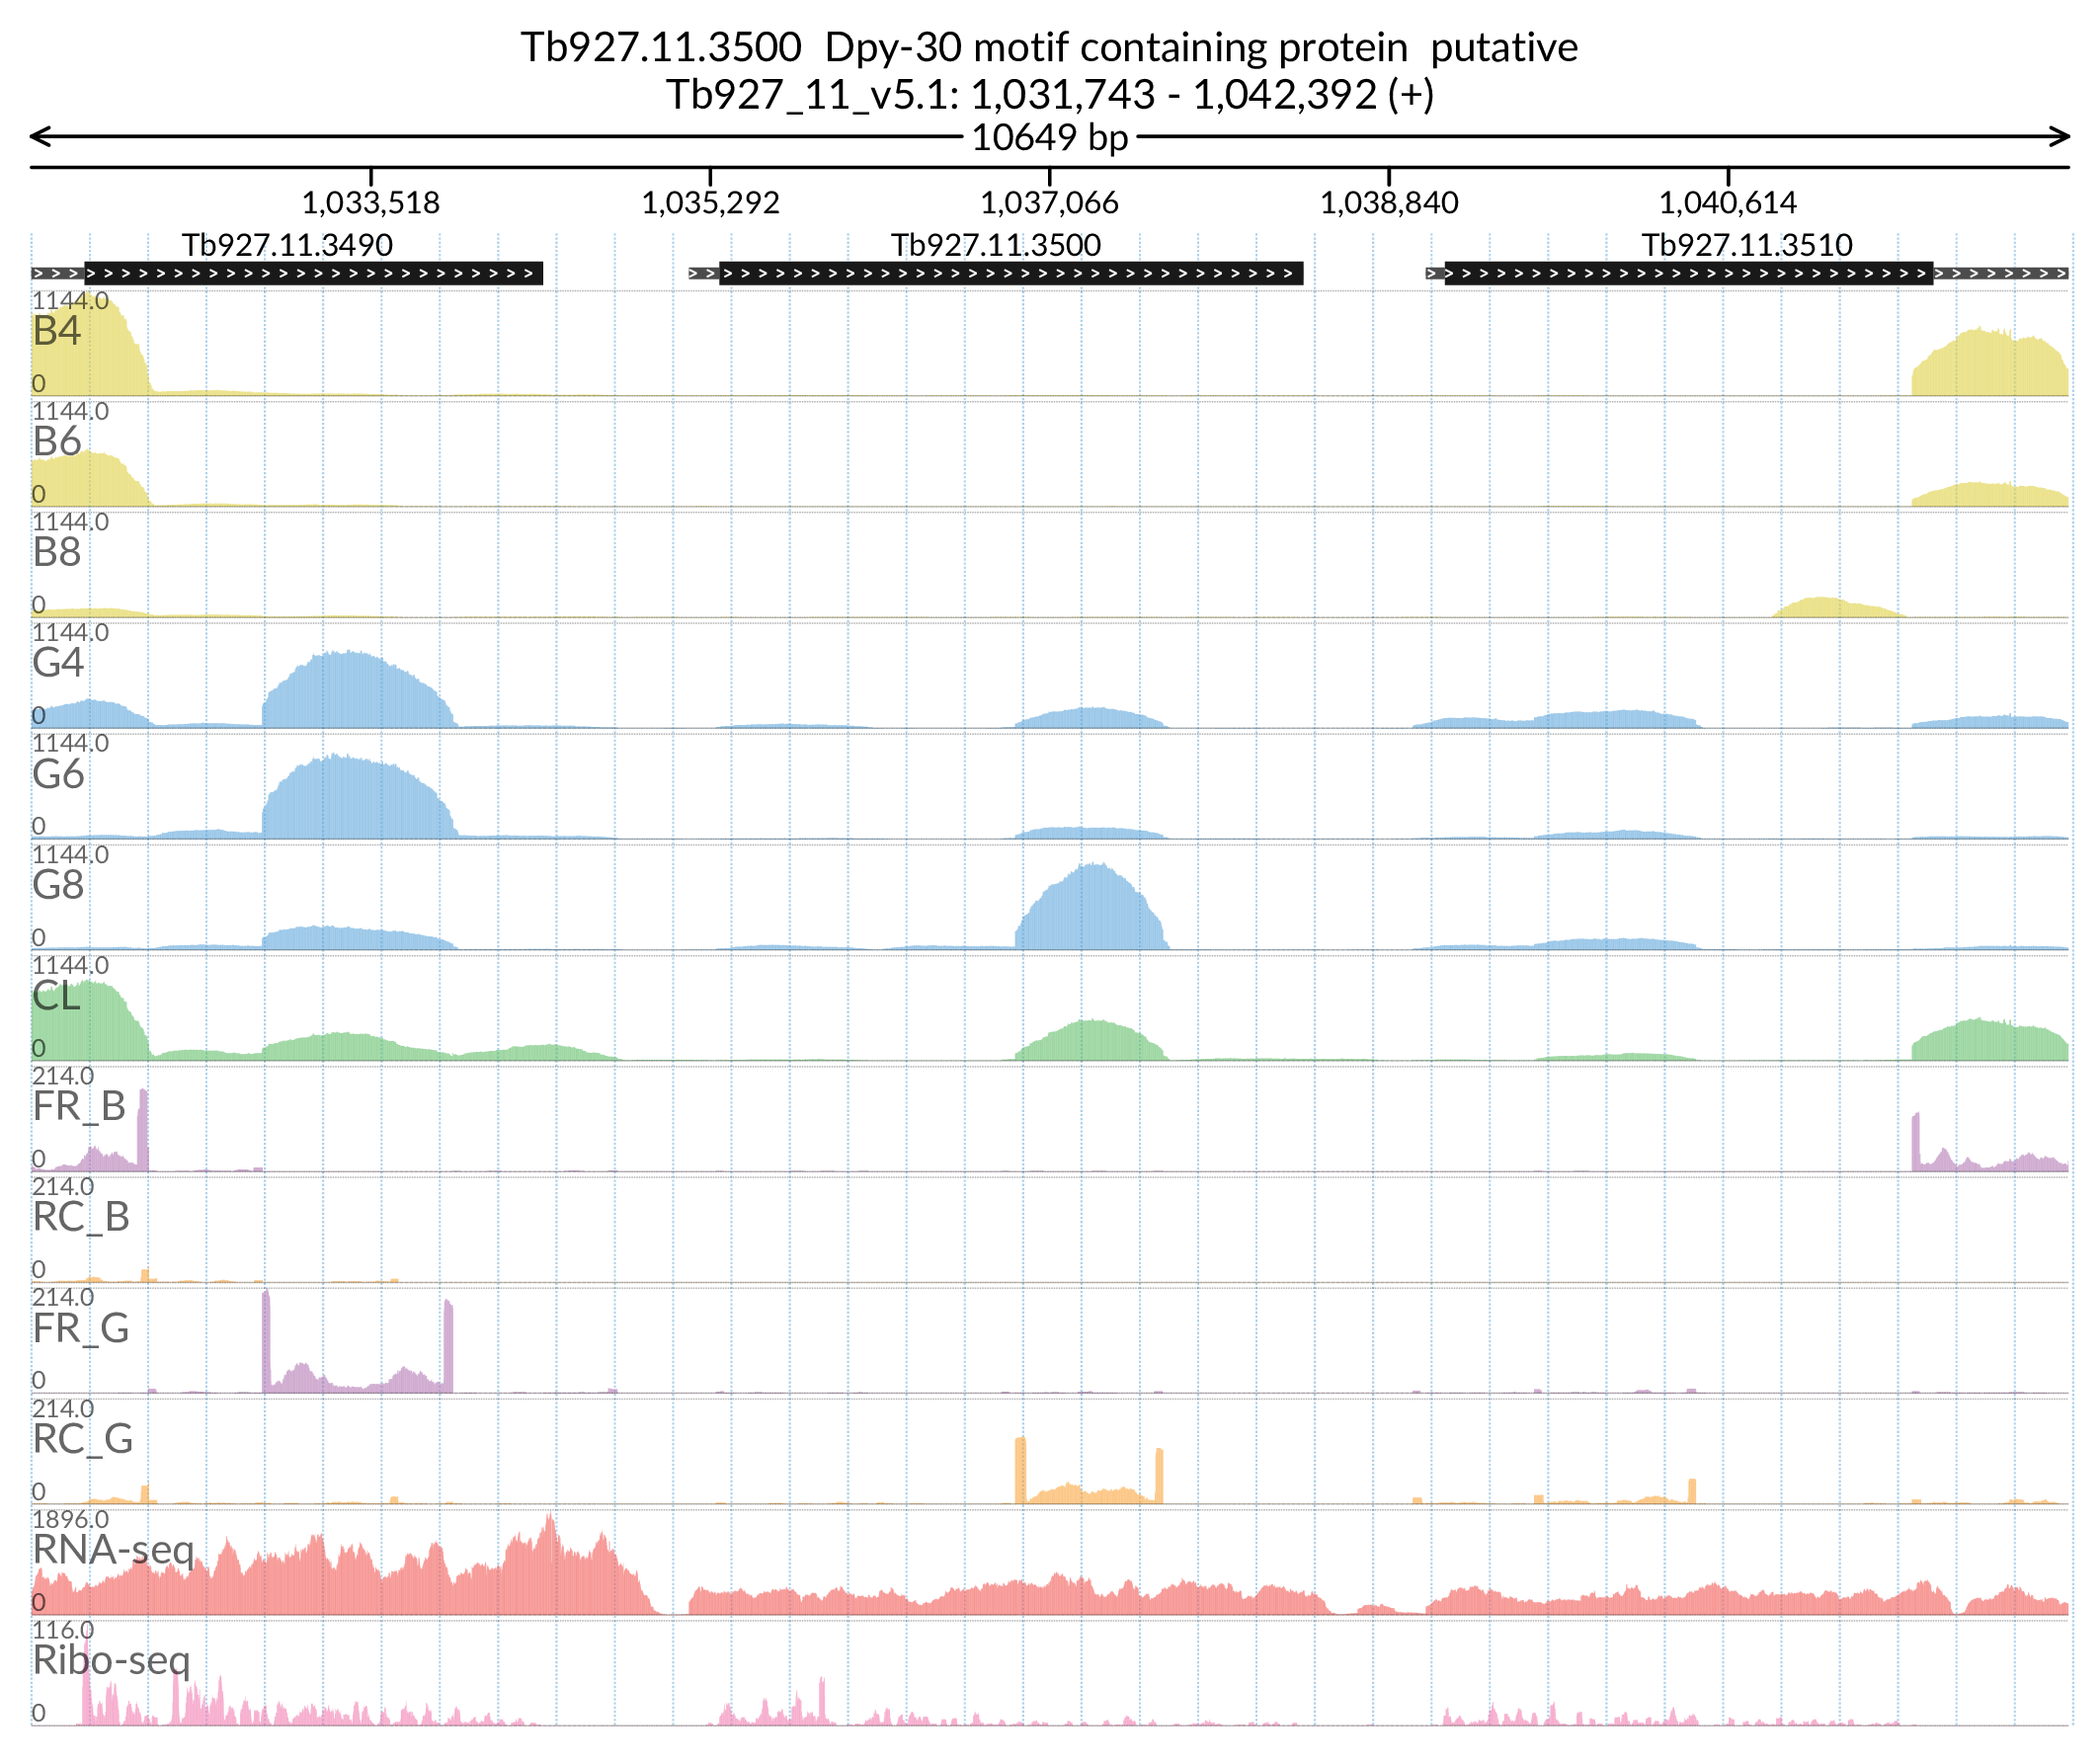 Tb927.11.3500  Dpy-30 motif containing protein  putative
Tb927_11_v5.1: 1,031,743 - 1,042,392 (+)
10649 bp
1,033,518 1,035,292 1,037,066 1,038,840 1,040,614
Tb927.11.3490 Tb927.11.3500 Tb927.11.3510
1144.0
B4
0
1144.0
B6
0
1144.0
B8
0
1144.0
G4
0
1144.0
G6
0
1144.0
G8
0
1144.0
CL
0
214.0
FR_B
0
214.0
RC_B
0
214.0
FR_G
0
214.0
RC_G
0
1896.0
RNA-seq
0
116.0
Ribo-seq
0